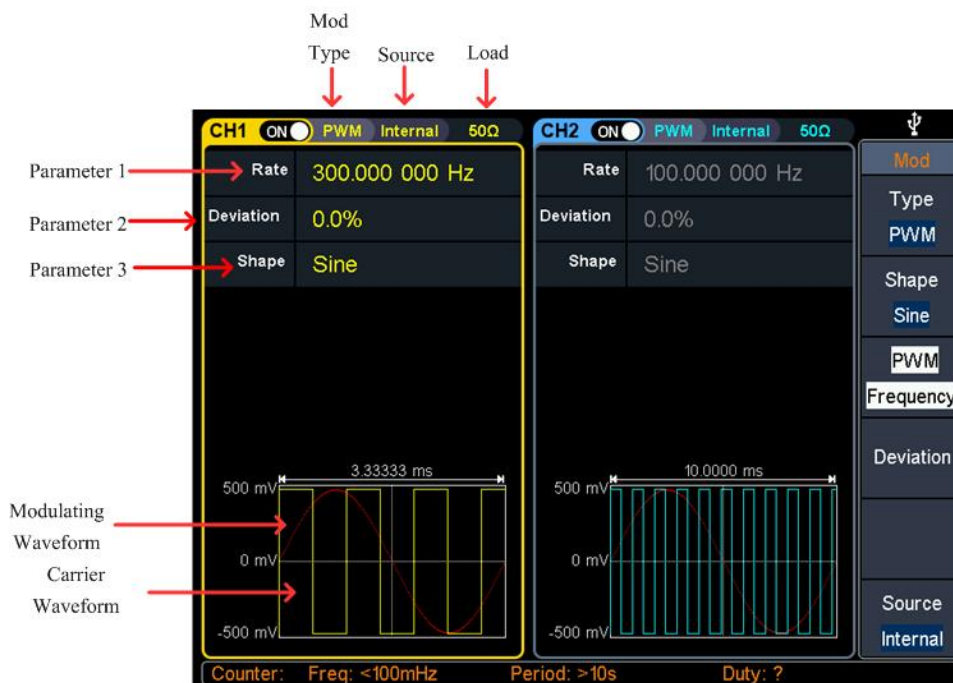 Mod
Type
Source
Load
CH1 ON PWM Internal 50Ω
CH2 ON PWM Internal 50Ω
Parameter 1
Rate 300.000 000 Hz
Rate 100.000 000 Hz
Parameter 2
Deviation 0.0%
Deviation 0.0%
Parameter 3
Shape Sine
Shape Sine
Mod
Type
PWM
Shape
Sine
PWM
Frequency
Deviation
Source
Internal
3.33333 ms
500 mV
0 mV
-500 mV
10.0000 ms
500 mV
0 mV
-500 mV
Modulating
Waveform
Carrier
Waveform
Counter: Freq: <100mHz Period: >10s Duty: ?